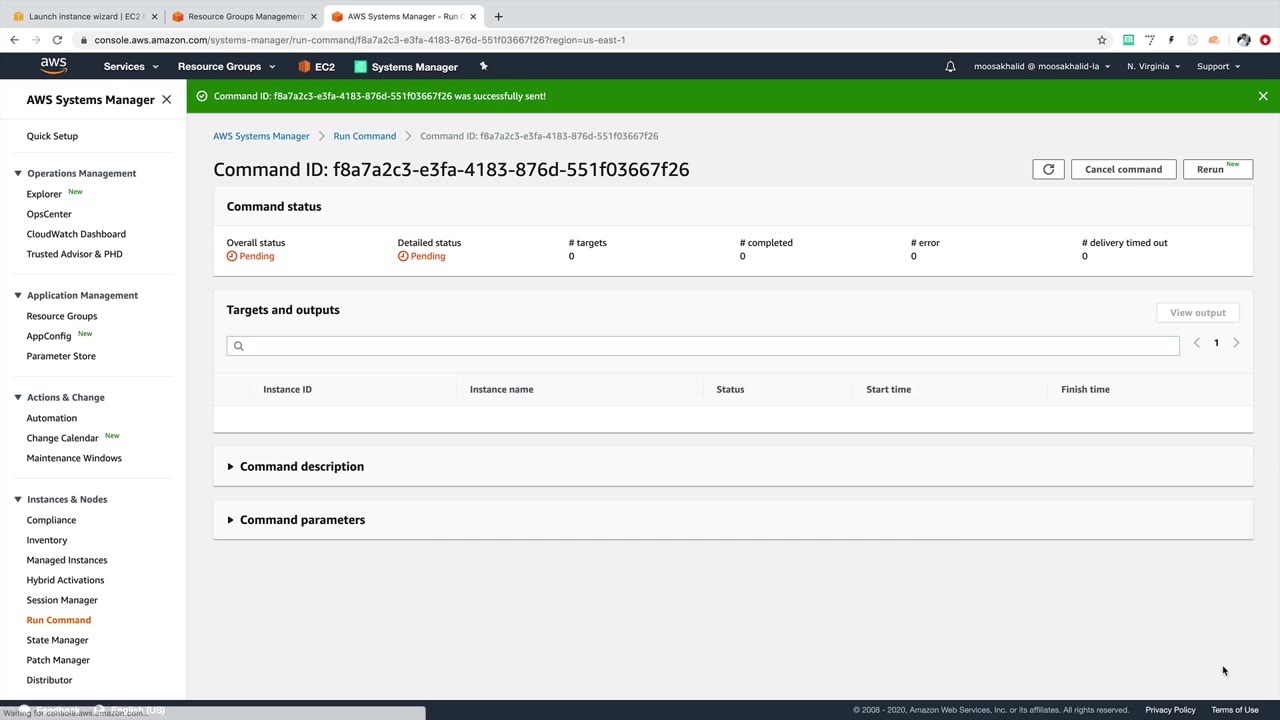 Launch instance wizard | EC2
Resource Groups Management
AWS Systems Manager - Run C
console.aws.amazon.com/systems-manager/run-command/f8a7a2c3-e3fa-4183-876d-551f03667f26?region=us-east-1
aws
Services
Resource Groups
EC2
Systems Manager
moosakhalid @ moosakhalid-la
N. Virginia
Support
AWS Systems Manager
Command ID: f8a7a2c3-e3fa-4183-876d-551f03667f26 was successfully sent!
Quick Setup
Operations Management
Explorer New
OpsCenter
CloudWatch Dashboard
Trusted Advisor & PHD
Application Management
Resource Groups
AppConfig New
Parameter Store
Actions & Change
Automation
Change Calendar New
Maintenance Windows
Instances & Nodes
Compliance
Inventory
Managed Instances
Hybrid Activations
Session Manager
Run Command
State Manager
Patch Manager
Distributor
AWS Systems Manager > Run Command > Command ID: f8a7a2c3-e3fa-4183-876d-551f03667f26
Command ID: f8a7a2c3-e3fa-4183-876d-551f03667f26
Cancel command
Rerun New
Command status
Overall status
Pending
Detailed status
Pending
# targets
0
# completed
0
# error
0
# delivery timed out
0
Targets and outputs
View output
1
Instance ID
Instance name
Status
Start time
Finish time
Command description
Command parameters
Waiting for console.aws.amazon.com...
© 2008 - 2020, Amazon Web Services, Inc. or its affiliates. All rights reserved.
Privacy Policy
Terms of Use